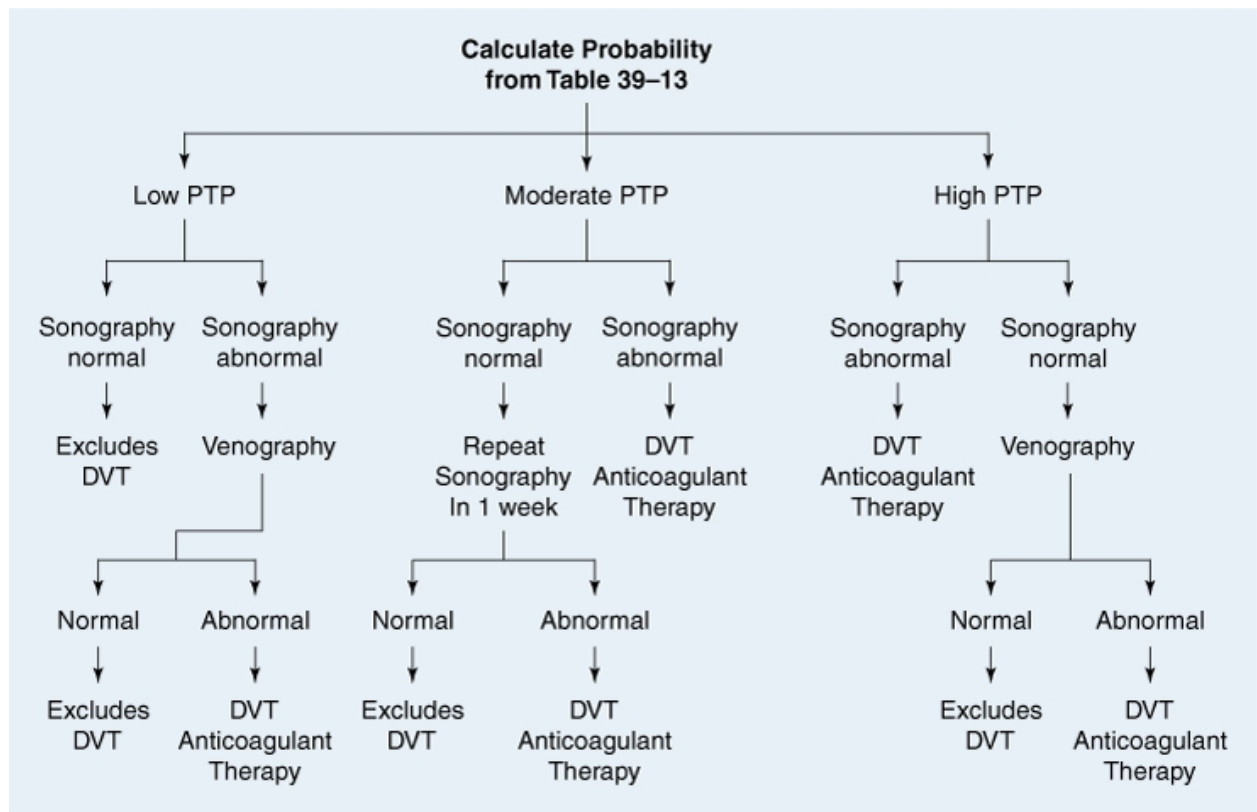 Calculate Probability
from Table 39–13
Low PTP
Moderate PTP
High PTP
Sonography
normal
Sonography
abnormal
Sonography
normal
Sonography
abnormal
Sonography
abnormal
Sonography
normal
Excludes
DVT
Venography
Repeat
Sonography
In 1 week
DVT
Anticoagulant
Therapy
DVT
Anticoagulant
Therapy
Venography
Normal
Abnormal
Normal
Abnormal
Normal
Abnormal
Excludes
DVT
DVT
Anticoagulant
Therapy
Excludes
DVT
DVT
Anticoagulant
Therapy
Excludes
DVT
DVT
Anticoagulant
Therapy